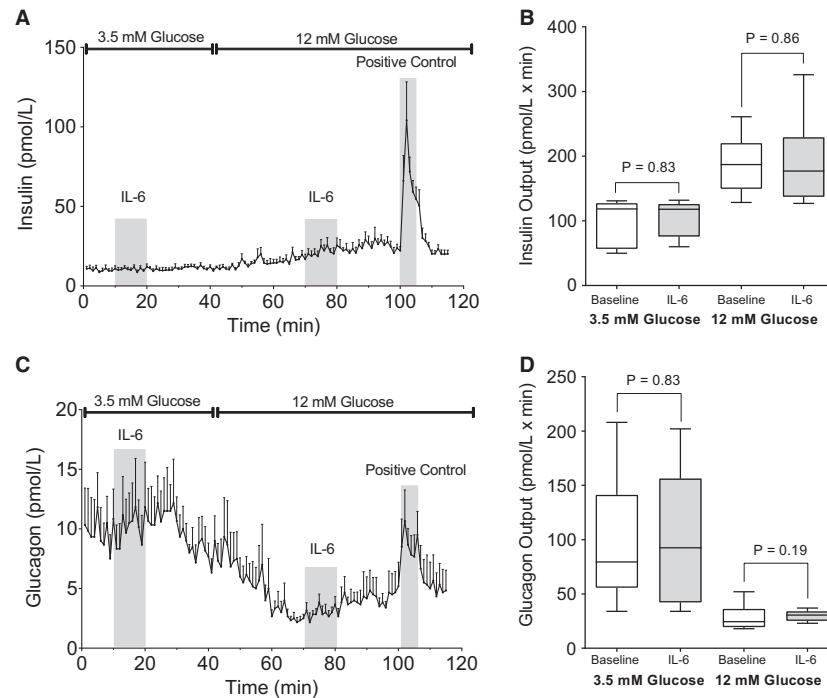 A
3.5 mM Glucose
12 mM Glucose
Positive Control
IL-6
IL-6
Insulin (pmol/L)
150
100
50
0
0 20 40 60 80 100 120
Time (min)
B
P = 0.86
P = 0.83
Insulin Output (pmol/L x min)
400
300
200
100
0
Baseline IL-6 Baseline IL-6
3.5 mM Glucose 12 mM Glucose
C
3.5 mM Glucose
12 mM Glucose
IL-6
Positive Control
IL-6
Glucagon (pmol/L)
20
15
10
5
0
0 20 40 60 80 100 120
Time (min)
D
P = 0.83
P = 0.19
Glucagon Output (pmol/L x min)
250
200
150
100
50
0
Baseline IL-6 Baseline IL-6
3.5 mM Glucose 12 mM Glucose